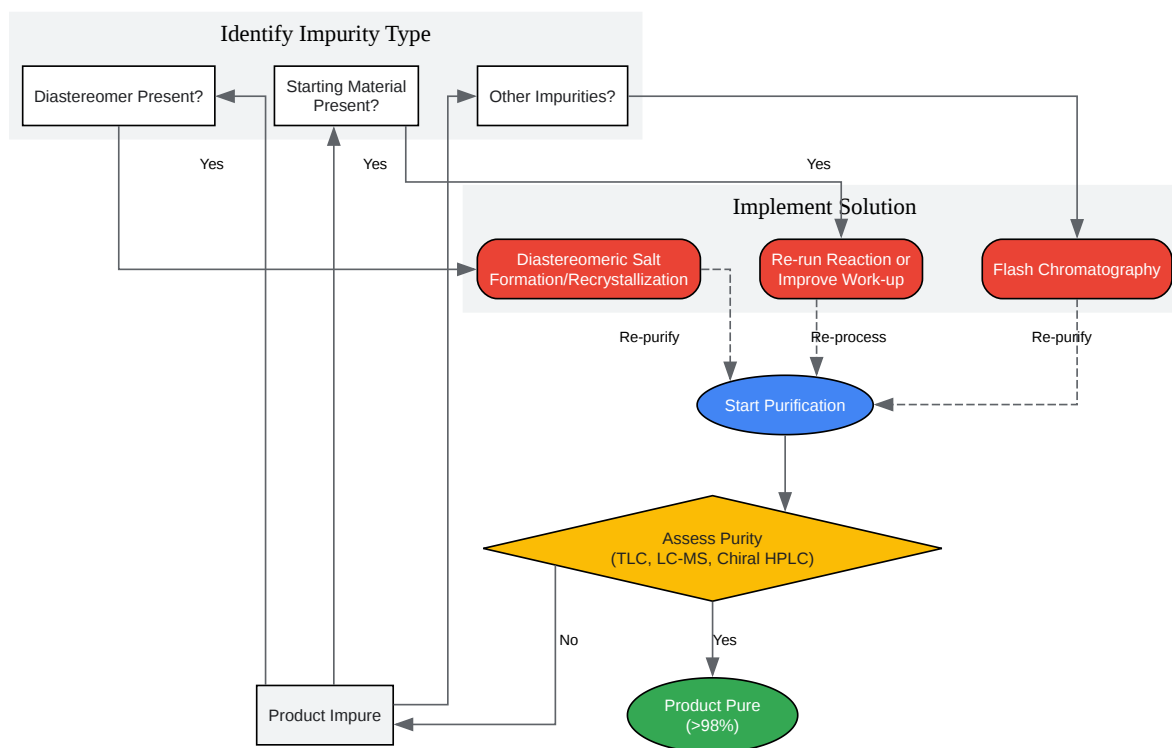 Identify Impurity Type
Diastereomer Present?
Starting Material
Present?
Other Impurities?
Yes
Yes
Yes
Implement Solution
Diastereomeric Salt
Formation/Recrystallization
Re-run Reaction or
Improve Work-up
Flash Chromatography
Re-purify
Re-process
Re-purify
Start Purification
Assess Purity
(TLC, LC-MS, Chiral HPLC)
No
Yes
Product Impure
Product Pure
(>98%)